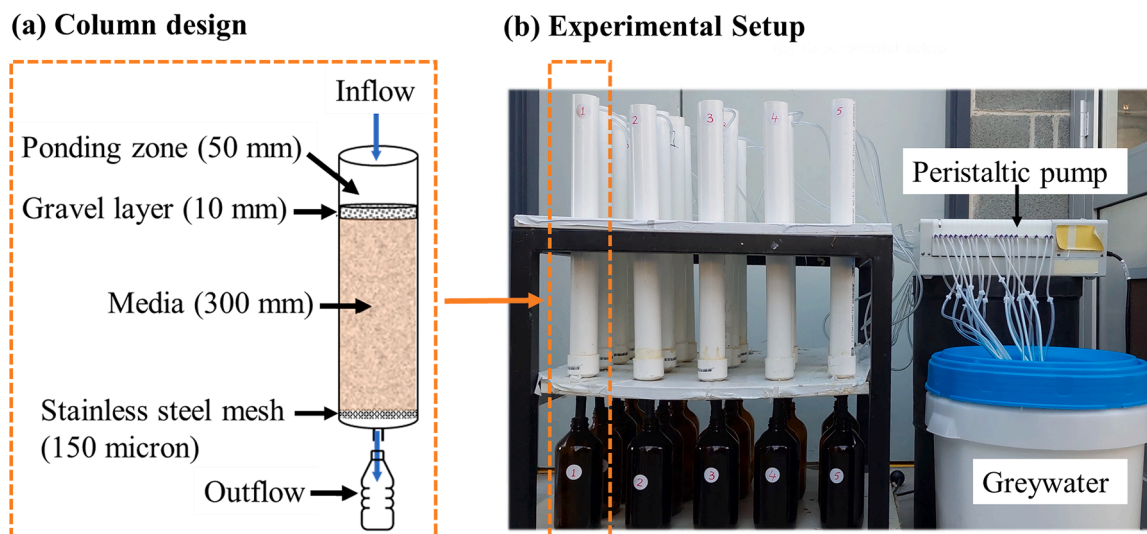 (a) Column design
(b) Experimental Setup
Inflow
Ponding zone (50 mm)
Gravel layer (10 mm)
Media (300 mm)
Stainless steel mesh
(150 micron)
Outflow
1
2
3
4
5
1
Peristaltic pump
1
2
3
4
5
Greywater